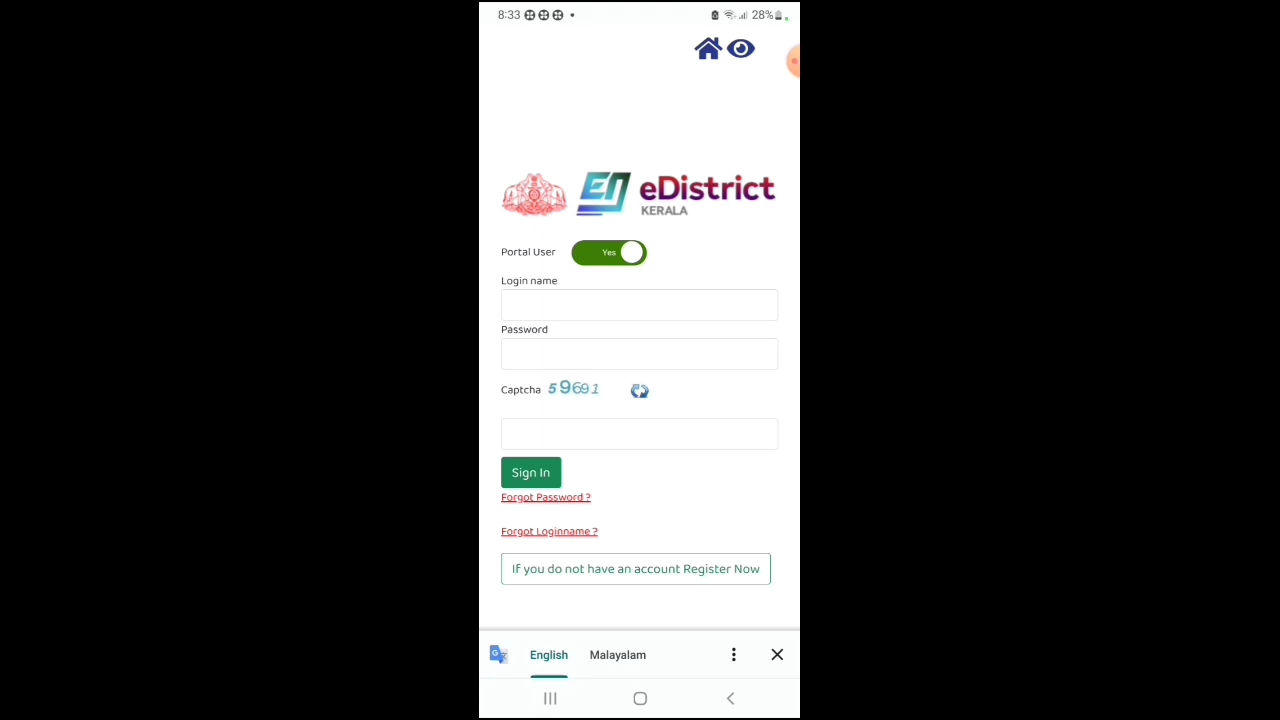 8:33 28%
eDistrict
KERALA
Portal User Yes
Login name
Password
Captcha 59691
Sign In
Forgot Password ?
Forgot Loginname ?
If you do not have an account Register Now
English Malayalam